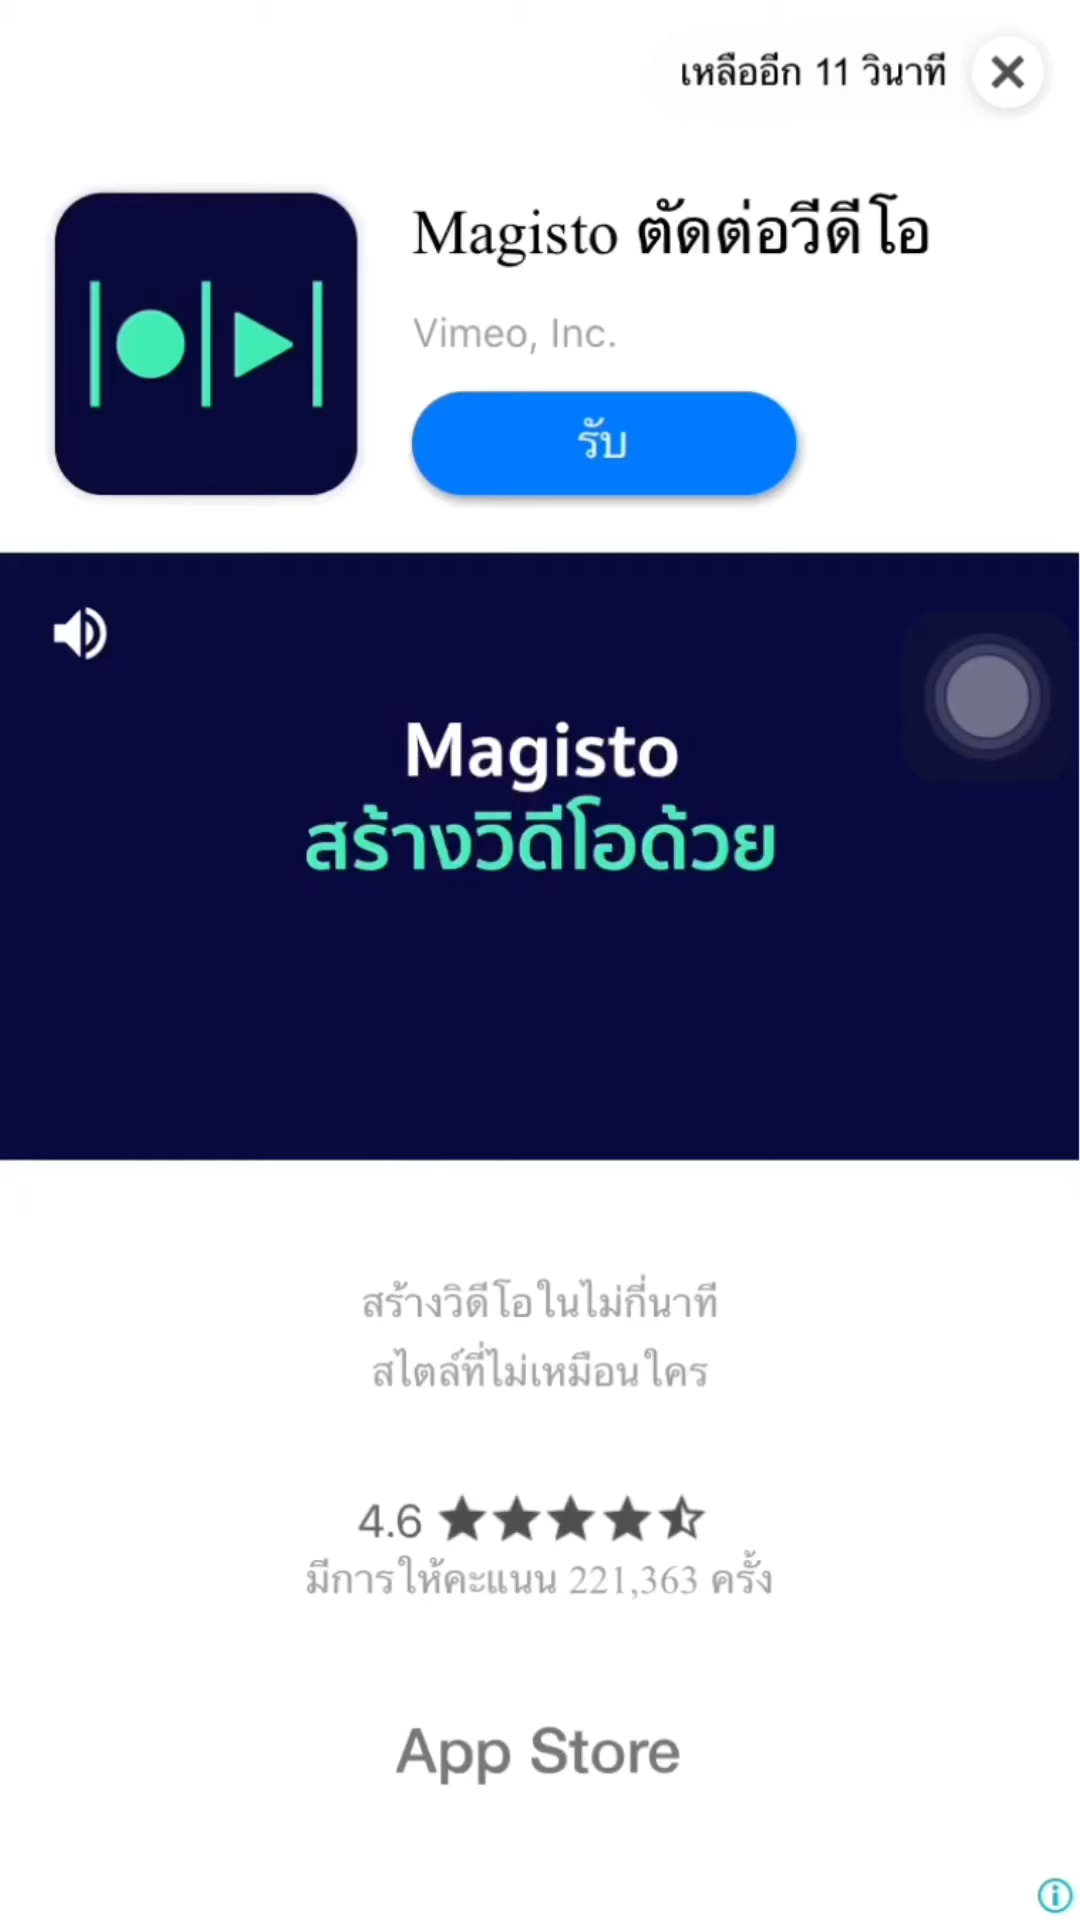 เหลืออีก 11 วินาที
Magisto ตัดต่อวีดีโอ
Vimeo, Inc.
รับ
Magisto
สร้างวิดีโอด้วย
สร้างวิดีโอในไม่กี่นาที
สไตล์ที่ไม่เหมือนใคร
4.6
มีการให้คะแนน 221,363 ครั้ง
App Store